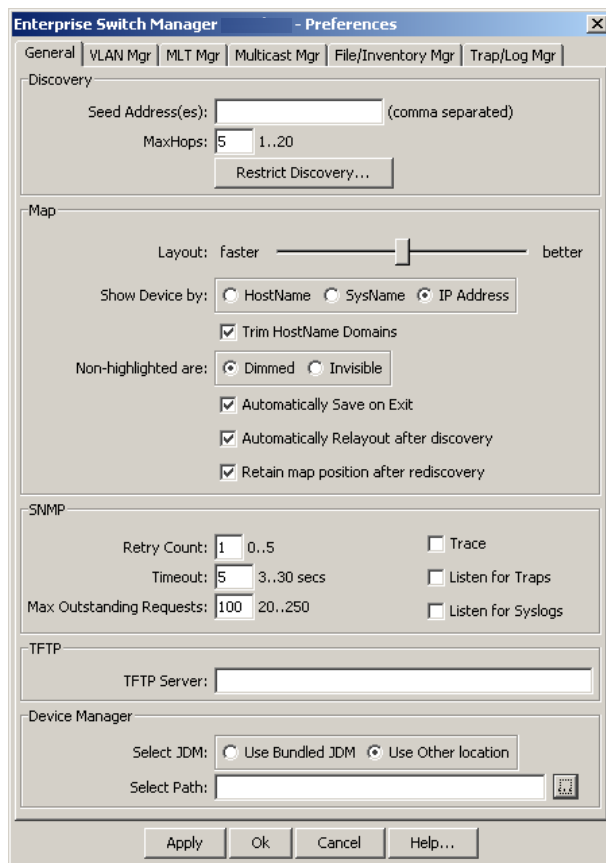 Enterprise Switch Manager - Preferences
General VLAN Mgr MLT Mgr Multicast Mgr File/Inventory Mgr Trap/Log Mgr
Discovery
Seed Address(es): (comma separated)
MaxHops: 5 1..20
Restrict Discovery...
Map
Layout: faster better
Show Device by: HostName SysName IP Address
Trim HostName Domains
Non-highlighted are: Dimmed Invisible
Automatically Save on Exit
Automatically Relayout after discovery
Retain map position after rediscovery
SNMP
Retry Count: 1 0..5 Trace
Timeout: 5 3..30 secs Listen for Traps
Max Outstanding Requests: 100 20..250 Listen for Syslogs
TFTP
TFTP Server:
Device Manager
Select JDM: Use Bundled JDM Use Other location
Select Path: ...
Apply Ok Cancel Help...